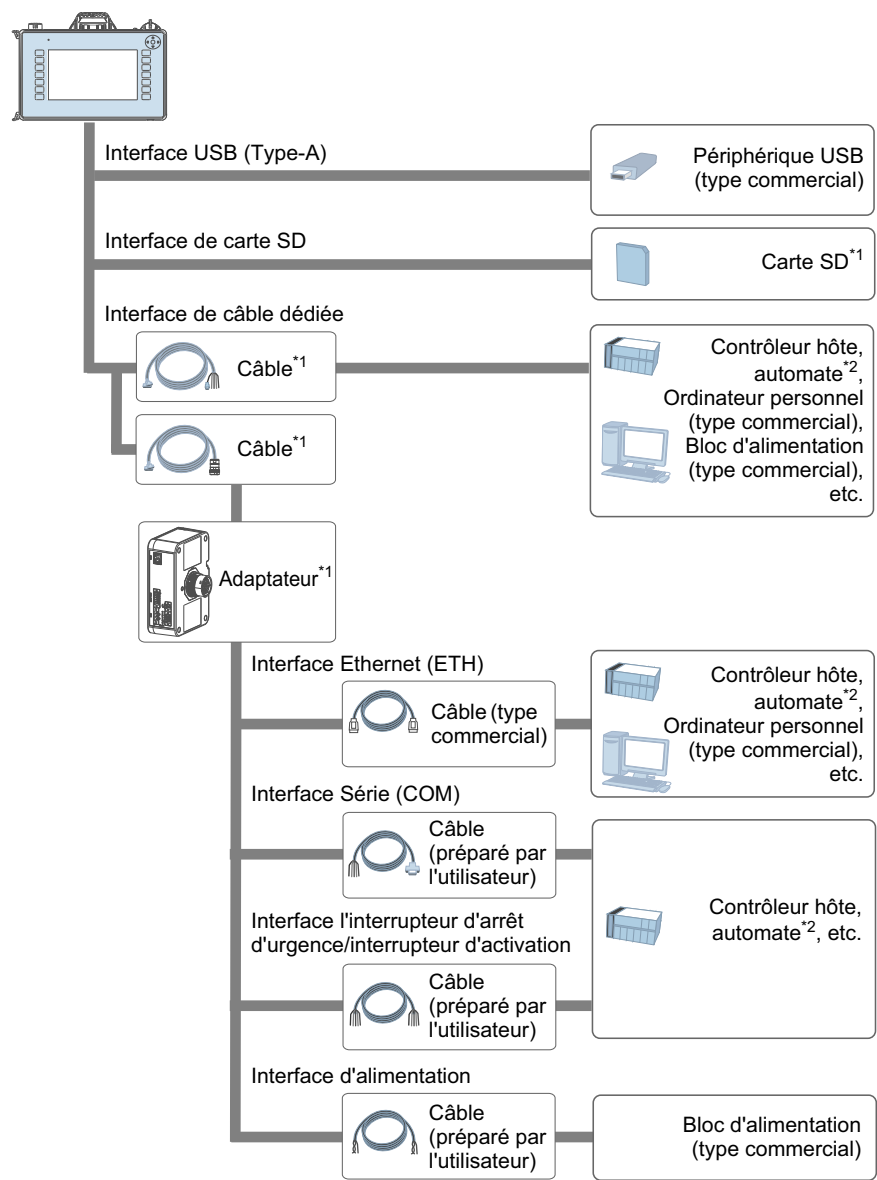 Interface USB (Type-A)
Périphérique USB
(type commercial)
Interface de carte SD
Carte SD*1
Interface de câble dédiée
Câble*1
Contrôleur hôte,
automate*2,
Ordinateur personnel
(type commercial),
Bloc d'alimentation
(type commercial),
etc.
Câble*1
Adaptateur*1
Interface Ethernet (ETH)
Câble (type
commercial)
Contrôleur hôte,
automate*2,
Ordinateur personnel
(type commercial),
etc.
Interface Série (COM)
Câble
(préparé par
l'utilisateur)
Contrôleur hôte,
automate*2, etc.
Interface l'interrupteur d'arrêt
d'urgence/interrupteur d'activation
Câble
(préparé par
l'utilisateur)
Interface d'alimentation
Câble
(préparé par
l'utilisateur)
Bloc d'alimentation
(type commercial)